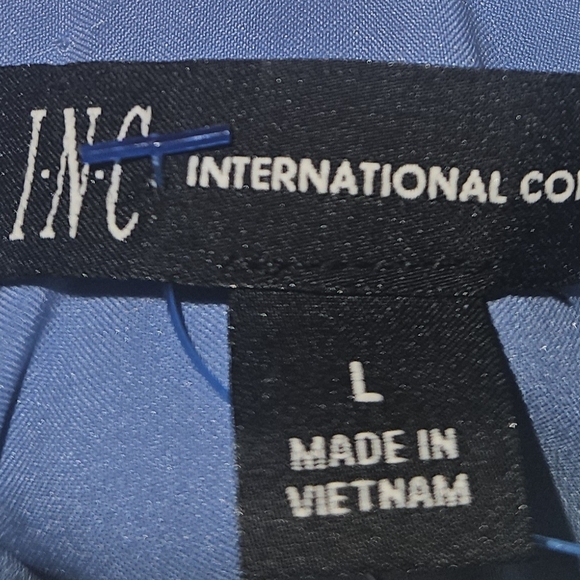 I·N·C INTERNATIONAL CO
L
MADE IN
VIETNAM